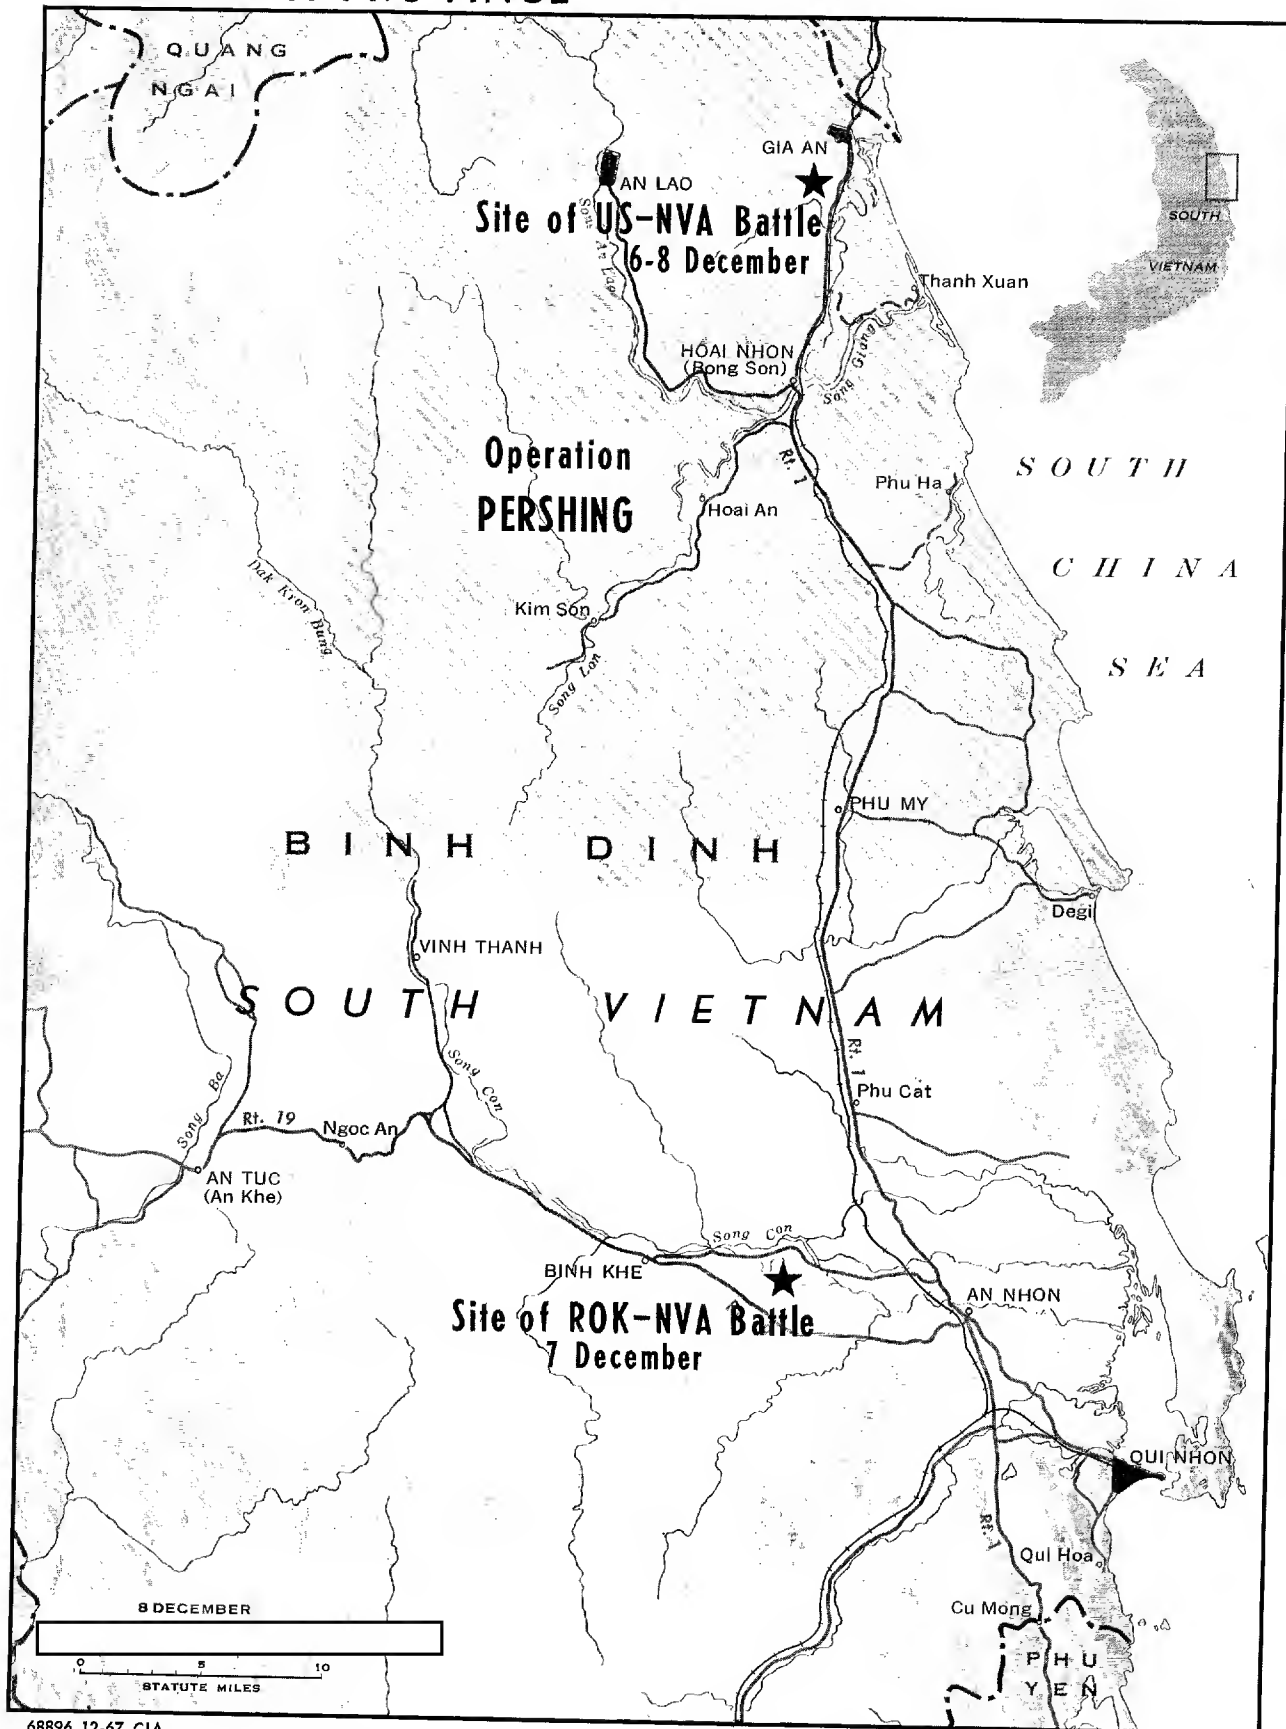 QUANG
NGAI
GIA AN
AN LAO
Site of US-NVA Battle
6-8 December
Song An Lao
SOUTH
VIETNAM
Thanh Xuan
HOAI NHON
(Bong Son)
Song Giang
Operation
PERSHING
Rt. 1
Phu Ha
Hoai An
SOUTH
CHINA
SEA
Dak Kron Bung
Kim Son
Song Lon
PHU MY
BINH DINH
Degi
VINH THANH
SOUTH VIETNAM
Rt. 1
Song Con
Phu Cat
Song Ba
Rt. 19
Ngoc An
AN TUC
(An Khe)
Song Con
BINH KHE
AN NHON
Site of ROK-NVA Battle
7 December
QUI NHON
Rt. 1
Qui Hoa
Cu Mong
8 DECEMBER
0 5 10
STATUTE MILES
PHU
YEN
68896 12-67 CIA